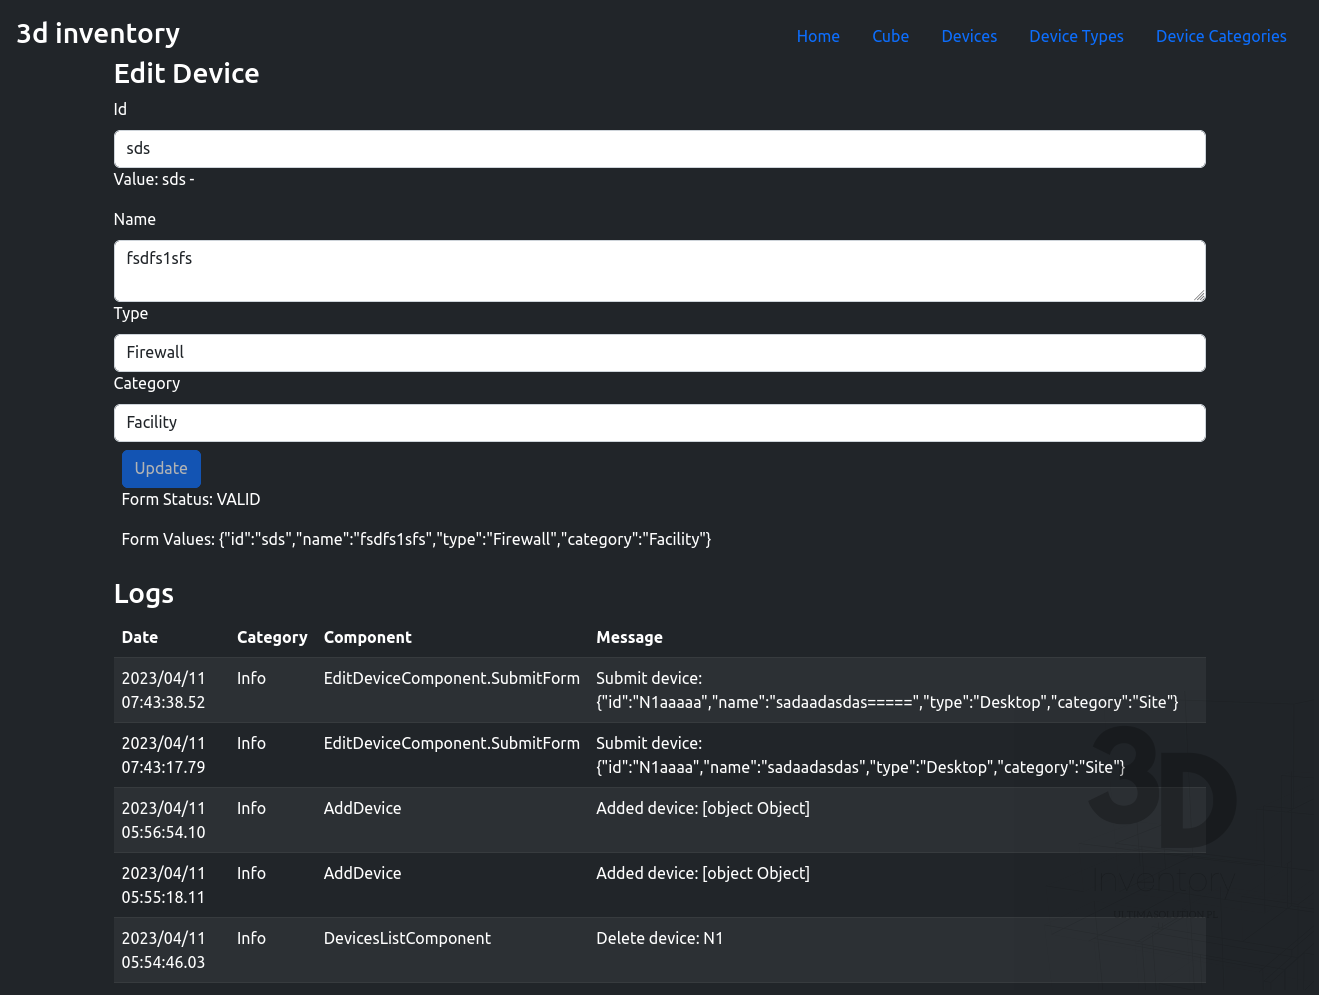 3d inventory
Home Cube Devices Device Types Device Categories
Edit Device
Id
sds
Value: sds -
Name
fsdfs1sfs
Type
Firewall
Category
Facility
Update
Form Status: VALID
Form Values: {"id":"sds","name":"fsdfs1sfs","type":"Firewall","category":"Facility"}
Logs
Date Category Component Message
2023/04/11 Info EditDeviceComponent.SubmitForm Submit device:
07:43:38.52 {"id":"N1aaaaa","name":"sadaadasdas=====","type":"Desktop","category":"Site"}
2023/04/11 Info EditDeviceComponent.SubmitForm Submit device:
07:43:17.79 {"id":"N1aaaa","name":"sadaadasdas","type":"Desktop","category":"Site"}
2023/04/11 Info AddDevice Added device: [object Object]
05:56:54.10
2023/04/11 Info AddDevice Added device: [object Object]
05:55:18.11
2023/04/11 Info DevicesListComponent Delete device: N1
05:54:46.03
3D
inventory